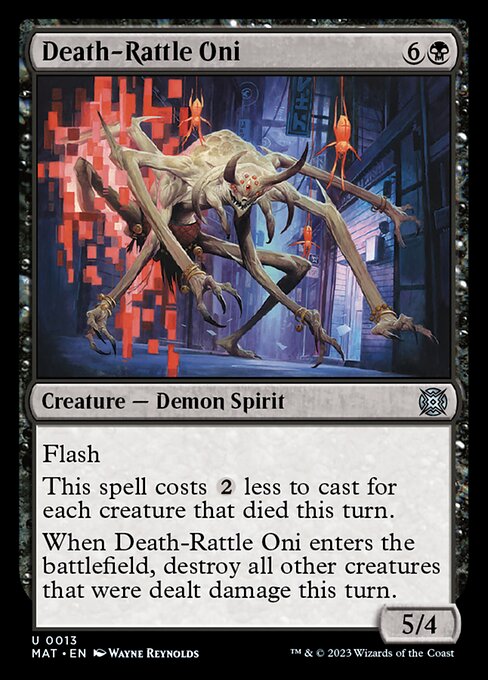 Death-Rattle Oni 6
Creature — Demon Spirit
Flash
This spell costs 2 less to cast for
each creature that died this turn.
When Death-Rattle Oni enters the
battlefield, destroy all other creatures
that were dealt damage this turn.
5/4
U 0013
MAT • EN Wayne Reynolds
™ & © 2023 Wizards of the Coast